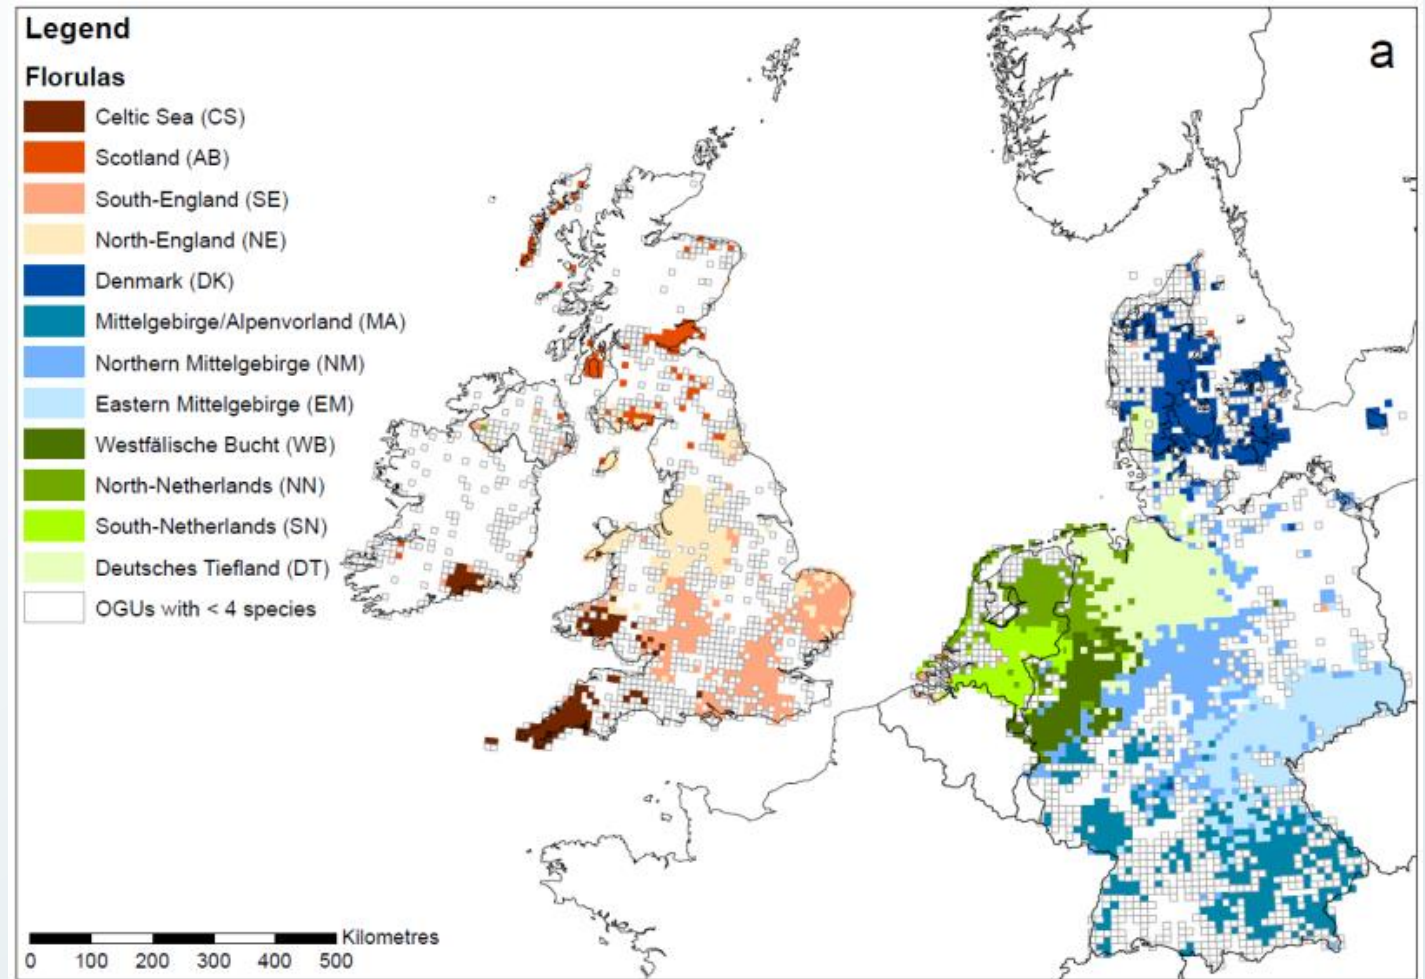 Legend
a
Florulas
Celtic Sea (CS)
Scotland (AB)
South-England (SE)
North-England (NE)
Denmark (DK)
Mittelgebirge/Alpenvorland (MA)
Northern Mittelgebirge (NM)
Eastern Mittelgebirge (EM)
Westfälische Bucht (WB)
North-Netherlands (NN)
South-Netherlands (SN)
Deutsches Tiefland (DT)
OGUs with < 4 species
Kilometres
0 100 200 300 400 500